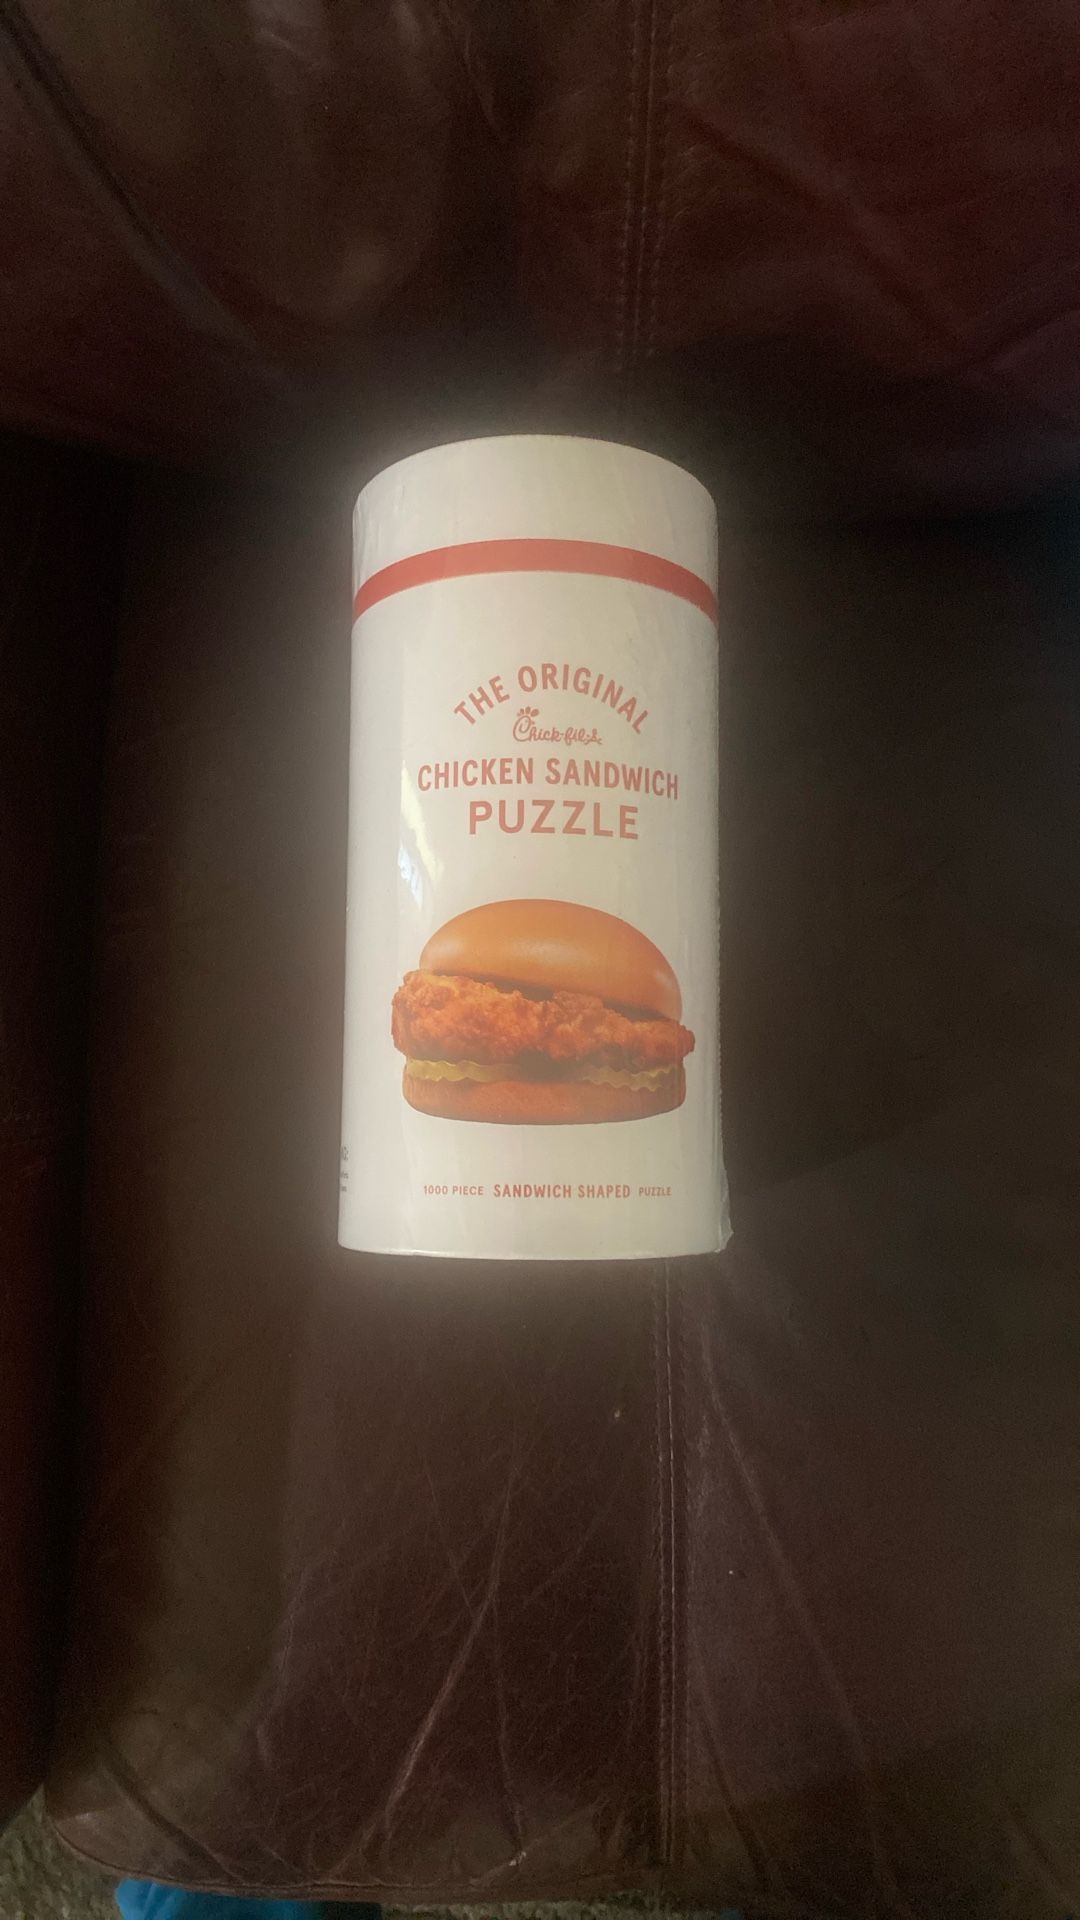 THE ORIGINAL
Chick-fil-A
CHICKEN SANDWICH
PUZZLE
1000 PIECE SANDWICH SHAPED PUZZLE